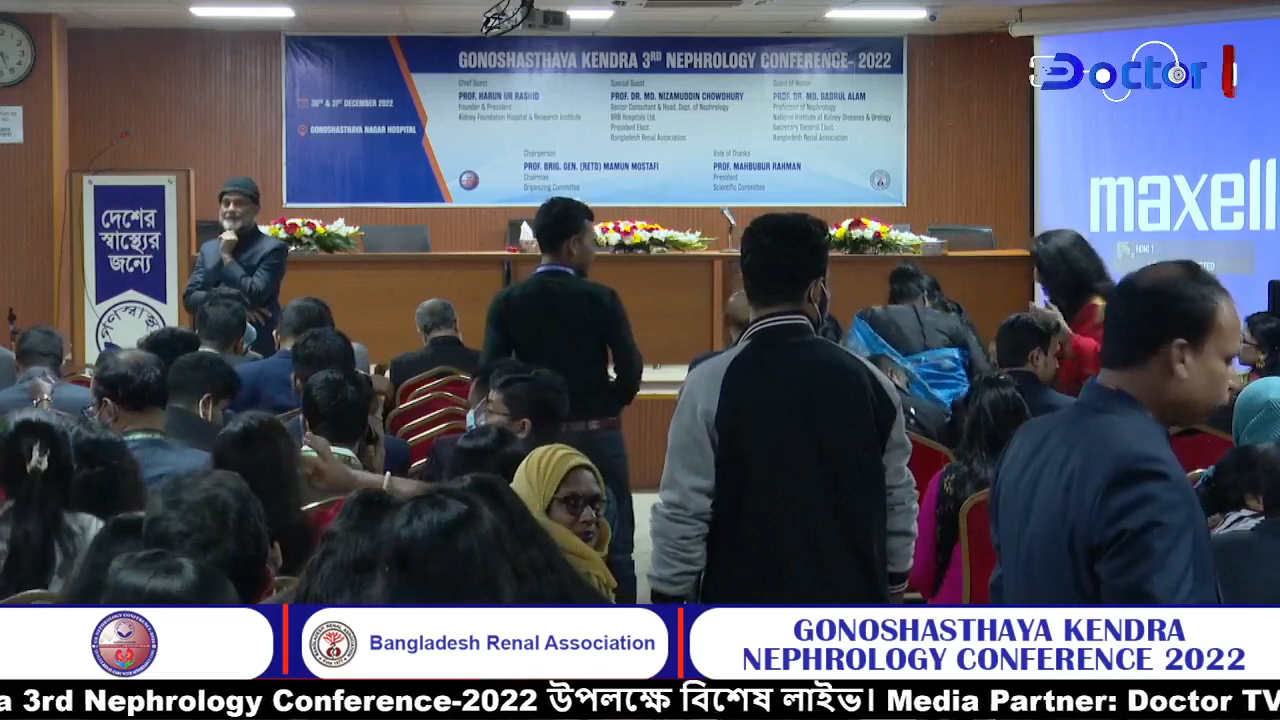 GONOSHASTHAYA KENDRA 3RD NEPHROLOGY CONFERENCE- 2022
30th & 31st DECEMBER 2022
GONOSHASTHAYA NAGAR HOSPITAL
Chief Guest
PROF. HARUN UR RASHID
Founder & President
Kidney Foundation Hospital & Research Institute
Special Guest
PROF. DR. MD. NIZAMUDDIN CHOWDHURY
Senior Consultant & Head, Dept. of Nephrology
BRB Hospitals Ltd.
President Elect.
Bangladesh Renal Association
Guest of Honor
PROF. DR. MD. BADRUL ALAM
Professor of Nephrology
National Institute of Kidney Diseases & Urology
Secretary General Elect.
Bangladesh Renal Association
Chairperson
PROF. BRIG. GEN. (RETD) MAMUN MOSTAFI
Chairman
Organizing Committee
Vote of Thanks
PROF. MAHBUBUR RAHMAN
President
Scientific Committee
Doctor
maxell
HDMI 1
দেশের
স্বাস্থ্যের
জন্যে
গণস্বাস্থ
Bangladesh Renal Association
GONOSHASTHAYA KENDRA
NEPHROLOGY CONFERENCE 2022
a 3rd Nephrology Conference-2022 উপলক্ষে বিশেষ লাইভ। Media Partner: Doctor TV